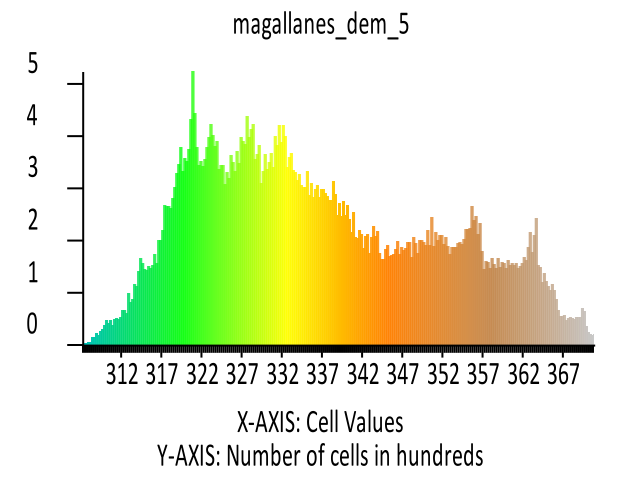 magallanes_dem_5
5
4
3
2
1
0
312 317 322 327 332 337 342 347 352 357 362 367
X-AXIS: Cell Values
Y-AXIS: Number of cells in hundreds